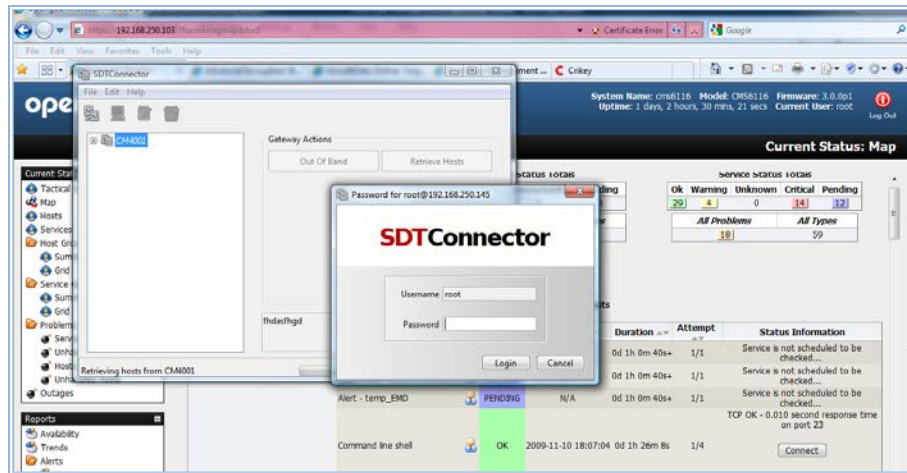 192.168.250.103
Certificate Error
Google
File Edit View Favorites Tools Help
Crikey
SDTConnector
File Edit Help
CM4001
Gateway Actions
Out Of Band
Retrieve Hosts
fhdasfhgd
Retrieving hosts from CM4001
ope
System Name: cms6116 Model: CMS6116 Firmware: 3.0.0p1
Uptime: 1 days, 2 hours, 30 mins, 21 secs Current User: root
Log Out
Current Status: Map
Current Stat
Tactical
Map
Hosts
Services
Host Gro
Sum
Grid
Service
Sum
Grid
Problem
Serv
Unha
Host
Unha
Outages
Reports
Availability
Trends
Alerts
Service Status Totals
Ok Warning Unknown Critical Pending
29 4 0 14 12
All Problems All Types
18 59
Password for root@192.168.250.145
SDTConnector
Username root
Password
Login Cancel
Duration Attempt Status Information
0d 1h 0m 40s+ 1/1 Service is not scheduled to be checked...
0d 1h 0m 40s+ 1/1 Service is not scheduled to be checked...
Alert - temp_EMD PENDING N/A 0d 1h 0m 40s+ 1/1 Service is not scheduled to be checked...
Command line shell OK 2009-11-10 18:07:04 0d 1h 26m 8s 1/4 TCP OK - 0.010 second response time on port 23
Connect